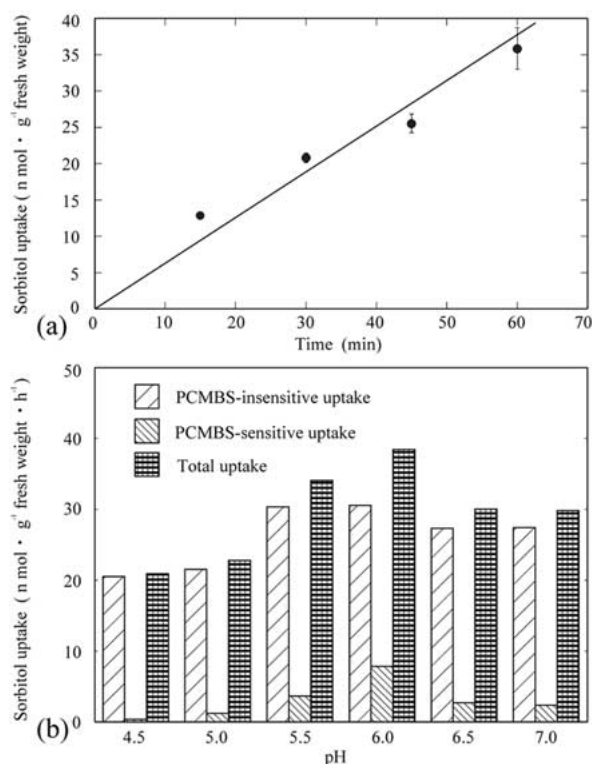 40
35
30
25
20
15
10
5
0
Sorbitol uptake ( n mol · g⁻¹ fresh weight)
0 10 20 30 40 50 60 70
(a)
Time (min)
50
40
30
20
10
0
Sorbitol uptake ( n mol · g⁻¹ fresh weight · h⁻¹)
PCMBS-insensitive uptake
PCMBS-sensitive uptake
Total uptake
4.5 5.0 5.5 6.0 6.5 7.0
(b)
pH